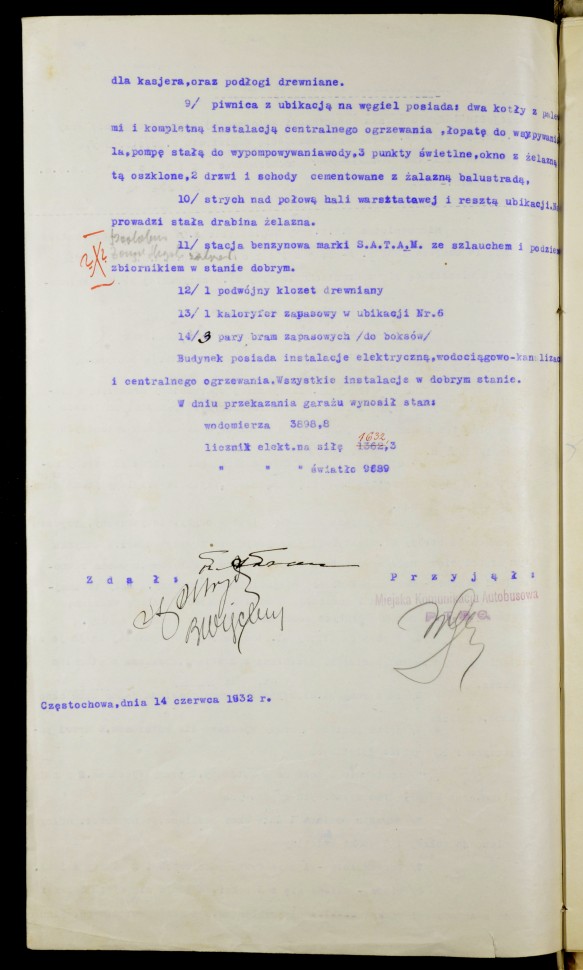 dla kasjera,oraz podłogi drewniane.
9/ piwnica z ubikacją na węgiel posiada: dwa kotły z pale
mi i kompletną instalacją centralnego ogrzewania ,łopatę do wsypywania
la,pompę stałą do wypompowywaniawody,3 punkty świetlne,okno z żelazną
tą oszklone,2 drzwi i schody cementowane z żalazną balustradą,
10/ strych nad połową hali warsztatawej i resztą ubikacji.Na
prowadzi stała drabina żelazna.
11/ stacja benzynowa marki S.A.T.A.M. ze szlauchem i podziem
zbiornikiem w stanie dobrym.
12/ 1 podwójny klozet drewniany
13/ 1 kaloryfer zapasowy w ubikacji Nr.6
14/ 3 pary bram zapasowych /do boksów/
Budynek posiada instalacje elektryczną,wodociągowo-kanalizac
i centralnego ogrzewania.Wszystkie instalacje w dobrym stanie.
W dniu przekazania garażu wynosił stan:
wodomierza 3898,8
1632
licznik elekt.na siłę 1362,3
" " " światło 9689
Zdał: Przyjął:
Miejska Komunikacja Autobusowa
Częstochowa,dnia 14 czerwca 1932 r.